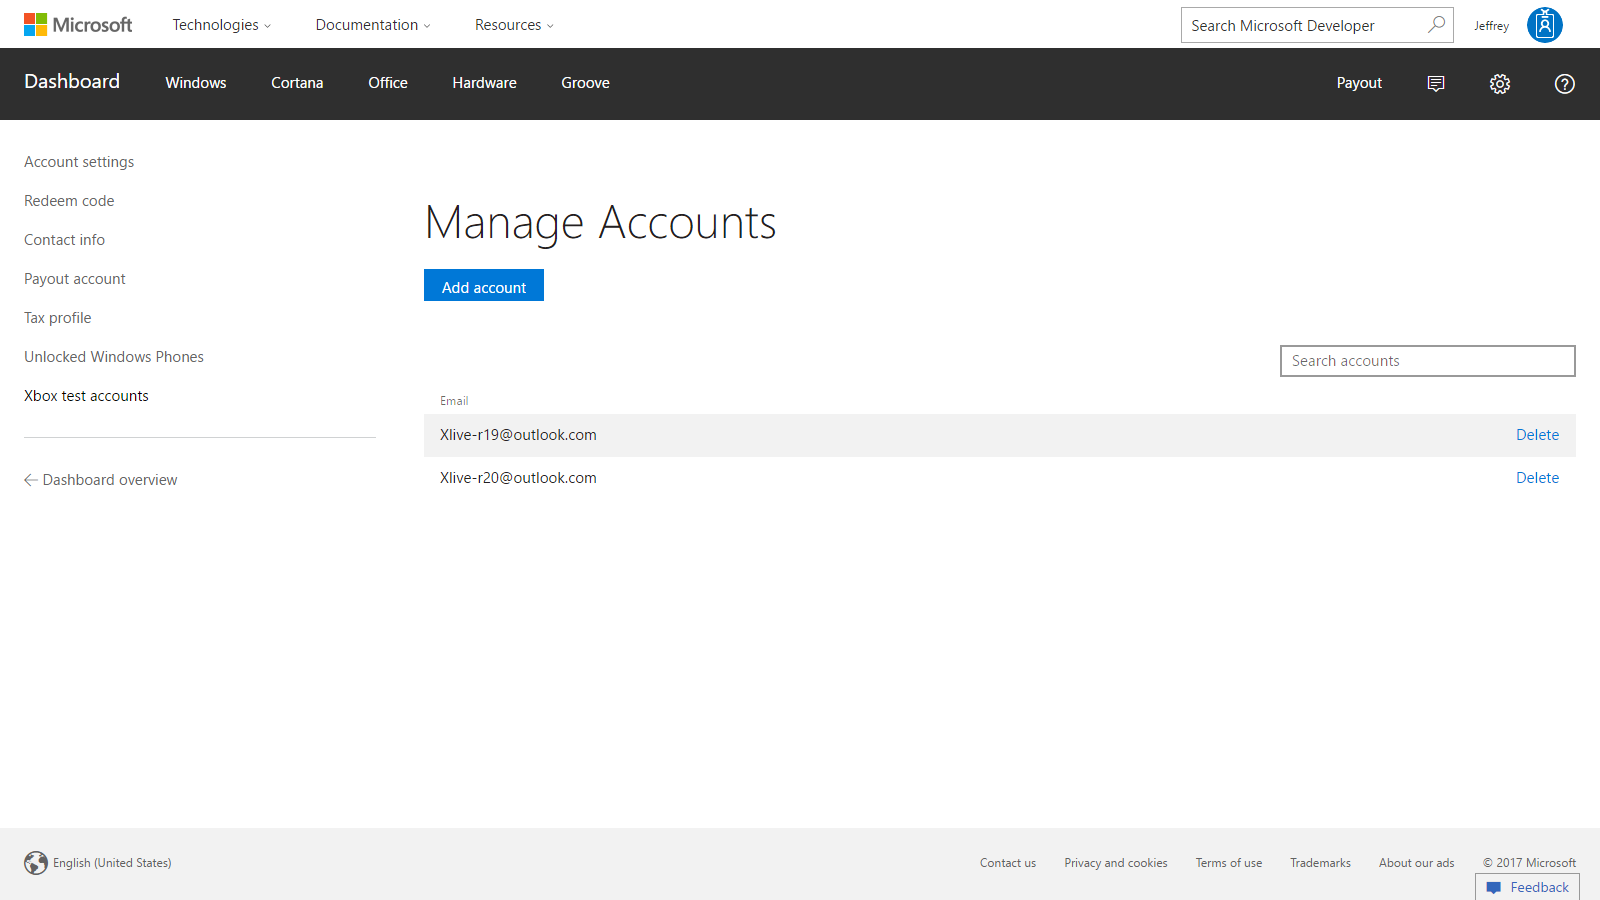 Microsoft Technologies Documentation Resources Search Microsoft Developer Jeffrey
Dashboard Windows Cortana Office Hardware Groove Payout
Account settings
Redeem code
Contact info
Payout account
Tax profile
Unlocked Windows Phones
Xbox test accounts
Dashboard overview
Manage Accounts
Add account
Search accounts
Email
Xlive-r19@outlook.com Delete
Xlive-r20@outlook.com Delete
English (United States) Contact us Privacy and cookies Terms of use Trademarks About our ads © 2017 Microsoft
Feedback